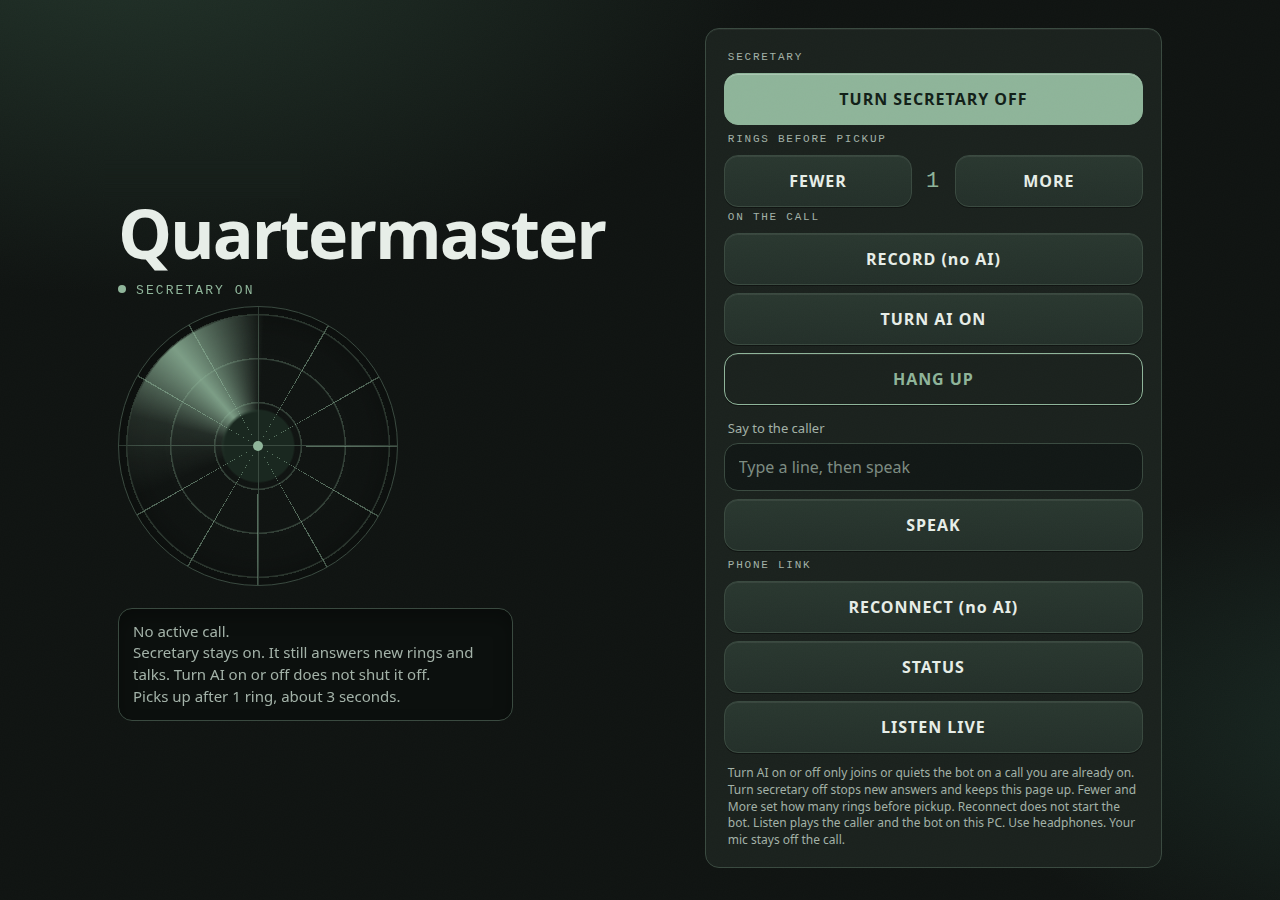 Quartermaster
SECRETARY ON
No active call.
Secretary stays on. It still answers new rings and
talks. Turn AI on or off does not shut it off.
Picks up after 1 ring, about 3 seconds.
SECRETARY
TURN SECRETARY OFF
RINGS BEFORE PICKUP
FEWER 1 MORE
ON THE CALL
RECORD (no AI)
TURN AI ON
HANG UP
Say to the caller
Type a line, then speak
SPEAK
PHONE LINK
RECONNECT (no AI)
STATUS
LISTEN LIVE
Turn AI on or off only joins or quiets the bot on a call you are already on.
Turn secretary off stops new answers and keeps this page up. Fewer and
More set how many rings before pickup. Reconnect does not start the
bot. Listen plays the caller and the bot on this PC. Use headphones. Your
mic stays off the call.